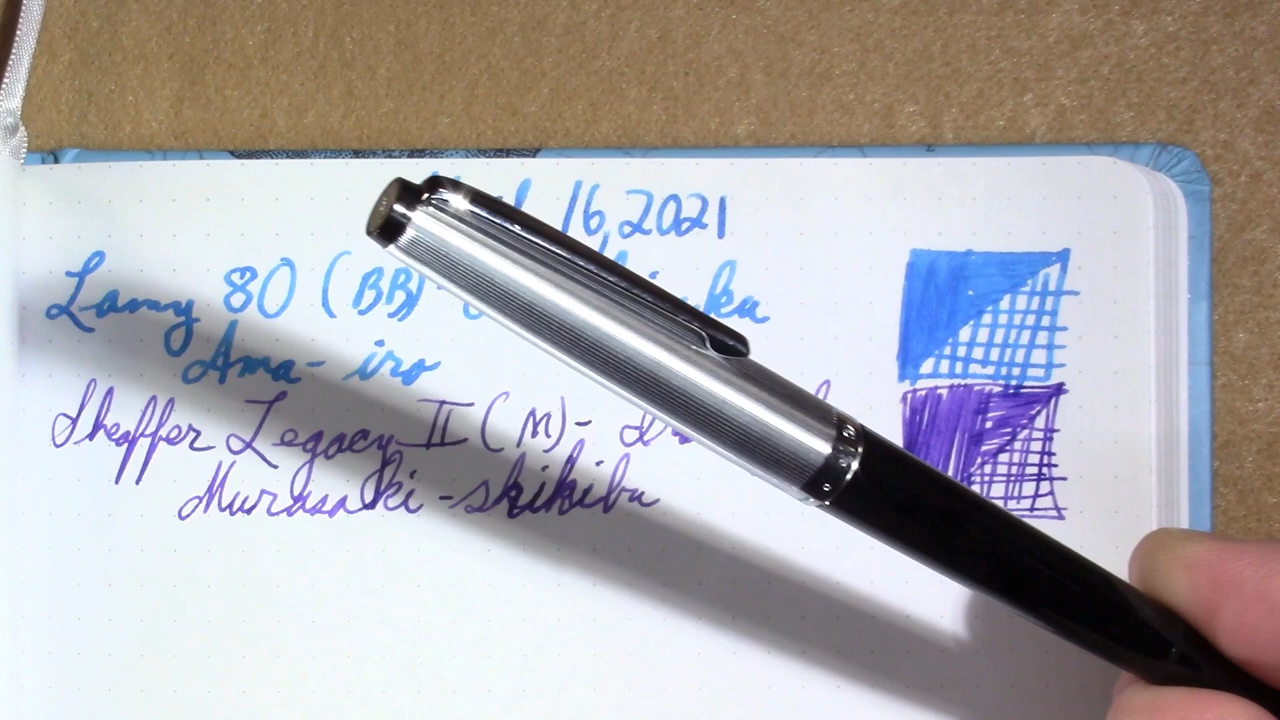 16, 2021
Lamy 80 (BB)-
Ama-iro
Sheaffer Legacy II (M)-
Murasaki-shikibu